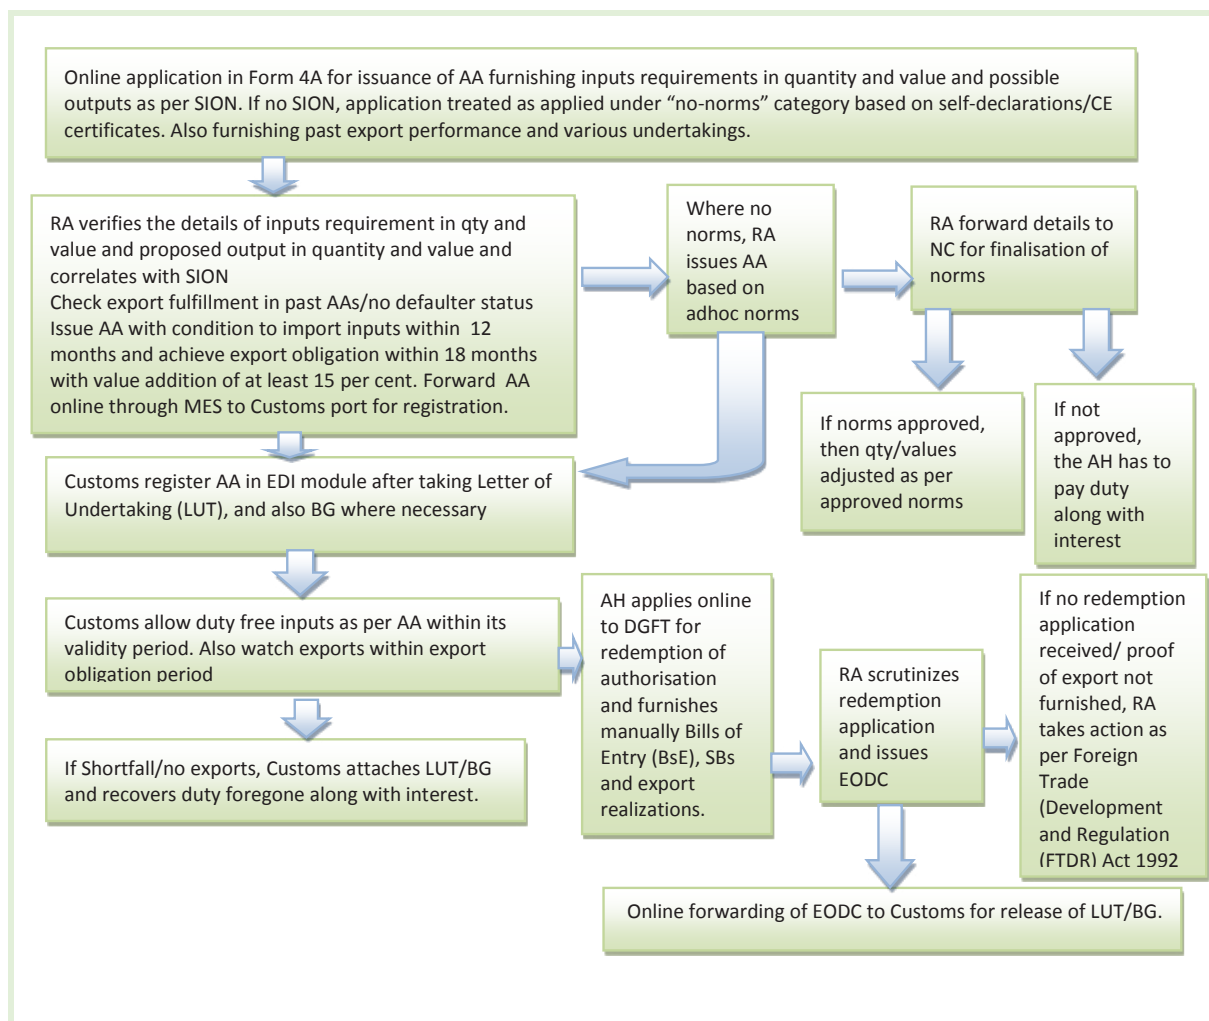 Online application in Form 4A for issuance of AA furnishing inputs requirements in quantity and value and possible
outputs as per SION. If no SION, application treated as applied under “no-norms” category based on self-declarations/CE
certificates. Also furnishing past export performance and various undertakings.
RA verifies the details of inputs requirement in qty and
value and proposed output in quantity and value and
correlates with SION
Check export fulfillment in past AAs/no defaulter status
Issue AA with condition to import inputs within 12
months and achieve export obligation within 18 months
with value addition of at least 15 per cent. Forward AA
online through MES to Customs port for registration.
Where no
norms, RA
issues AA
based on
adhoc norms
RA forward details to
NC for finalisation of
norms
If norms approved,
then qty/values
adjusted as per
approved norms
If not
approved,
the AH has to
pay duty
along with
interest
Customs register AA in EDI module after taking Letter of
Undertaking (LUT), and also BG where necessary
Customs allow duty free inputs as per AA within its
validity period. Also watch exports within export
obligation period
If Shortfall/no exports, Customs attaches LUT/BG
and recovers duty foregone along with interest.
AH applies online
to DGFT for
redemption of
authorisation
and furnishes
manually Bills of
Entry (BsE), SBs
and export
realizations.
RA scrutinizes
redemption
application
and issues
EODC
If no redemption
application
received/ proof
of export not
furnished, RA
takes action as
per Foreign
Trade
(Development
and Regulation
(FTDR) Act 1992
Online forwarding of EODC to Customs for release of LUT/BG.